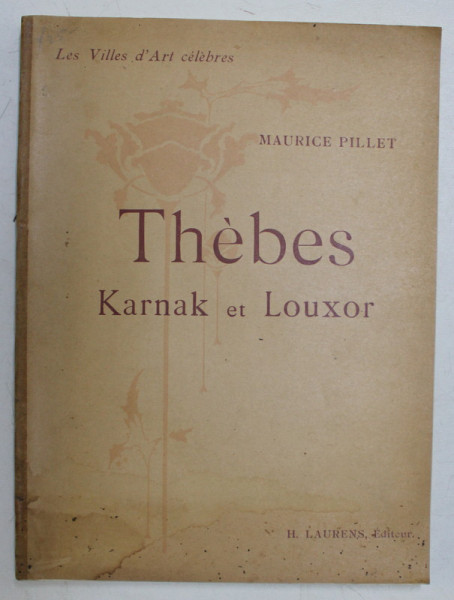 Les Villes d'Art célèbres
MAURICE PILLET
Thèbes
Karnak et Louxor
H. LAURENS, Éditeur.